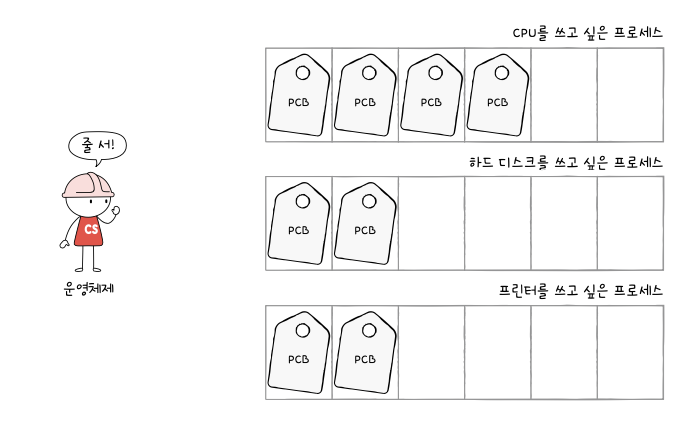 CPU를 쓰고 싶은 프로세스
PCB PCB PCB PCB
줄 서!
하드 디스크를 쓰고 싶은 프로세스
CS
PCB PCB
운영체제
프린터를 쓰고 싶은 프로세스
PCB PCB